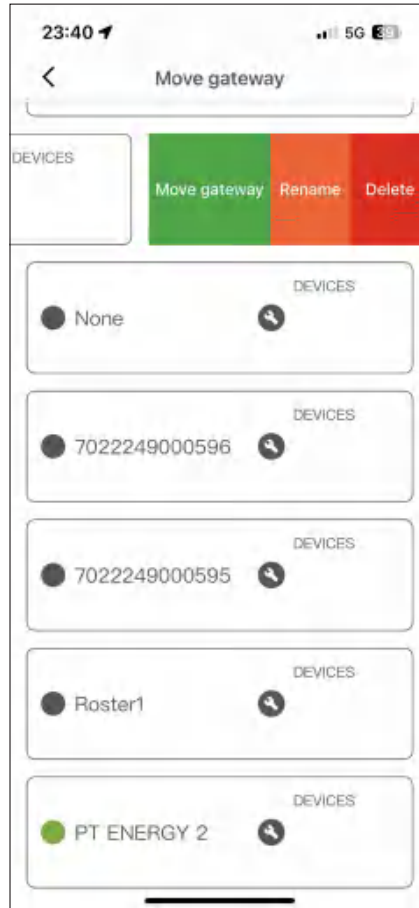 23:40 5G 39
Move gateway
DEVICES
Move gateway Rename Delete
DEVICES
None
DEVICES
7022249000596
DEVICES
7022249000595
DEVICES
Roster1
DEVICES
PT ENERGY 2